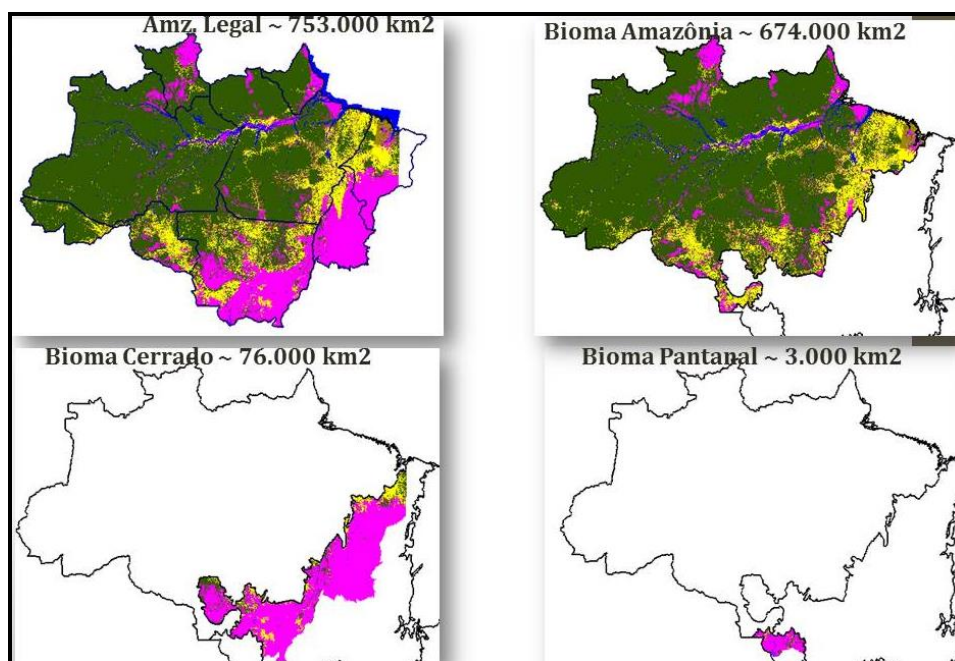 Amz. Legal ~ 753.000 km2
Bioma Amazônia ~ 674.000 km2
Bioma Cerrado ~ 76.000 km2
Bioma Pantanal ~ 3.000 km2